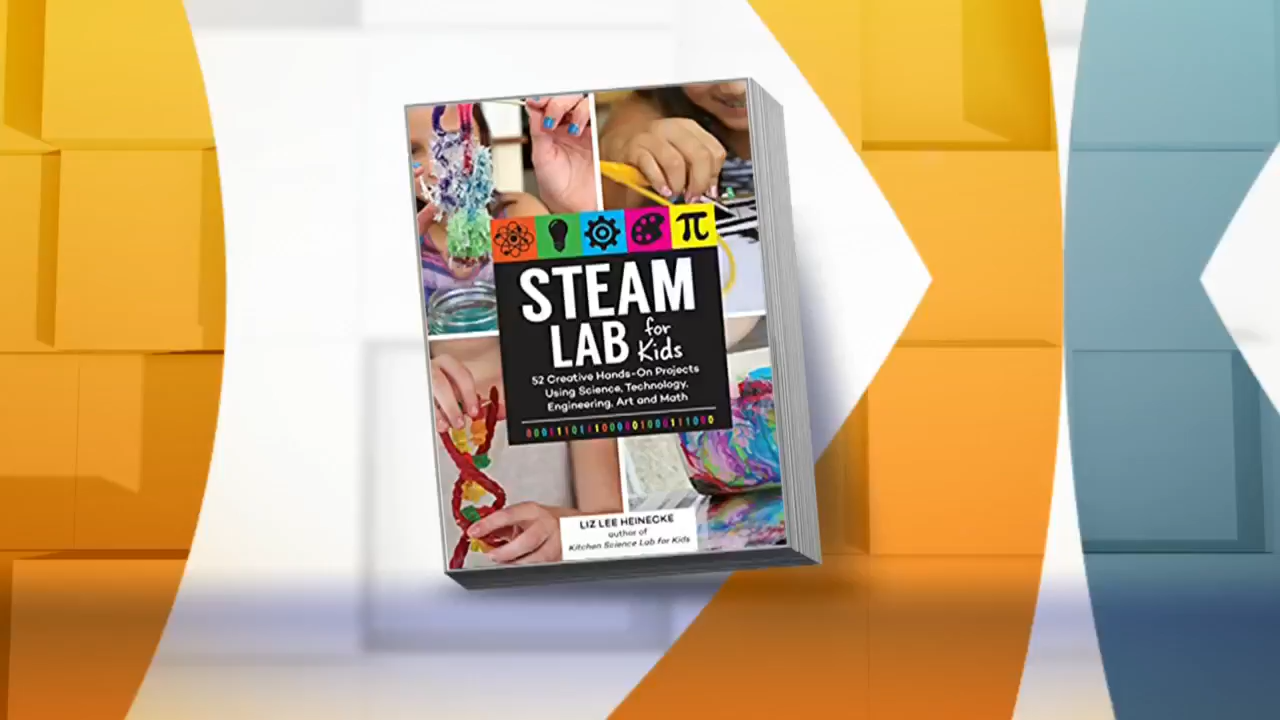 π
STEAM
LAB for Kids
52 Creative Hands-On Projects
Using Science, Technology,
Engineering, Art and Math
LIZ LEE HEINECKE
author of
Kitchen Science Lab for Kids